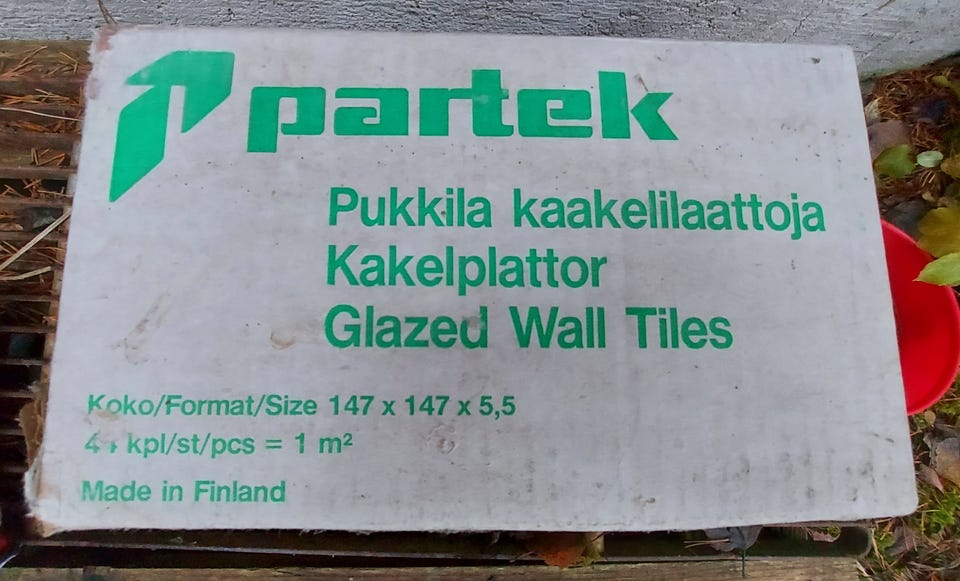 partek
Pukkila kaakelilaattoja
Kakelplattor
Glazed Wall Tiles
Koko/Format/Size 147 x 147 x 5,5
44 kpl/st/pcs = 1 m²
Made in Finland